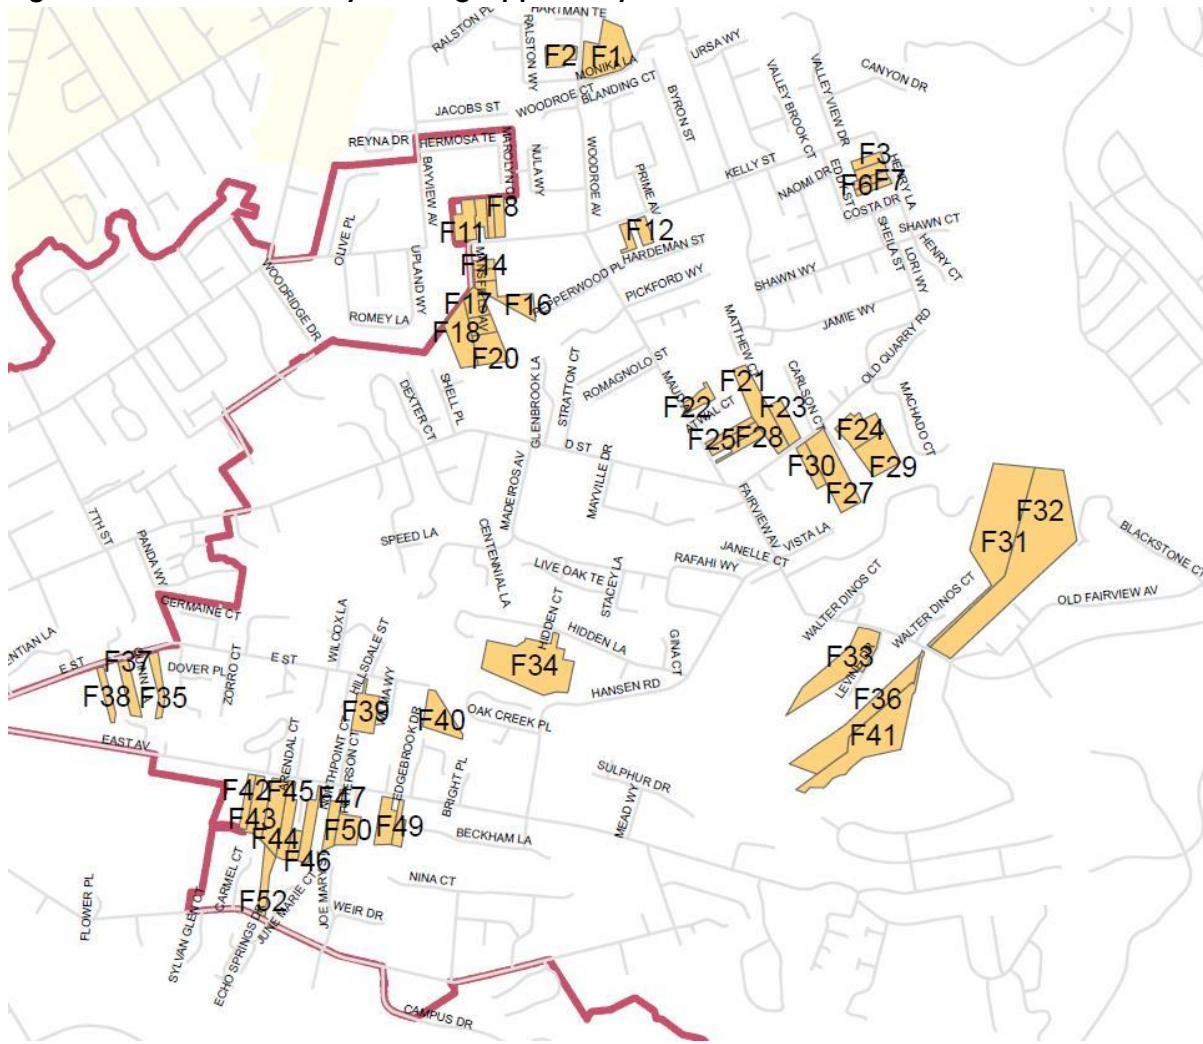 HARTMAN TE
RALSTON PL
RALSTON WY
F2
F1
MONIKA LA
URSA WY
BLANDING CT
WOODROE CT
JACOBS ST
BYRON ST
VALLEY BROOK CT
VALLEY VIEW DR
CANYON DR
REYNA DR
HERMOSA TE
NULA WY
WOODROE AV
PRIME AV
KELLY ST
NAOMI DR
F3
F6
F7
HENRY LA
COSTA DR
BAYVIEW AV
F8
F11
F12
HARDEMAN ST
SHEILA ST
SHAWN CT
HENRY CT
LORI WY
OLIVE PL
UPLAND WY
F14
MANSFIELD AV
PICKFORD WY
SHAWN WY
WOODRIDGE DR
ROMEY LA
F17
F16
F18
F20
JAMIE WY
OLD QUARRY RD
MATTHEW CT
GLENBROOK LA
STRATTON CT
ROMAGNOLO ST
DEXTER CT
SHELL PL
F21
F22
F23
CARLSON CT
MACHADO CT
F24
F25
F28
F29
F30
F27
D ST
MADEIROS AV
MAYVILLE DR
FAIRVIEW AV
VISTA LA
JANELLE CT
RAFAHI WY
7TH ST
PANDA WY
SPEED LA
CENTENNIAL LA
LIVE OAK TE
STACEY LA
F32
F31
BLACKSTONE CT
OLD FAIRVIEW AV
WALTER DINOS CT
WALTER DINOS CT
GERMAINE CT
HIDDEN CT
HIDDEN LA
GINA CT
HANSEN RD
F34
F33
F36
F41
E ST
F37
F38
F35
DOVER PL
ZORRO CT
E ST
WILCOX LA
HILLSDALE ST
F39
F40
OAK CREEK PL
EDGEBROOK DR
EAST AV
ARENDAL CT
NORTHPOINT CT
BRIGHT PL
SULPHUR DR
MEAD WY
F42
F45
F47
F43
F44
F46
F50
F49
BECKHAM LA
NINA CT
F52
CARMEL CT
JUNE MARIE CT
WEIR DR
FLOWER PL
SYLVAN GLEN CT
ECHO SPRINGS DR
CAMPUS DR